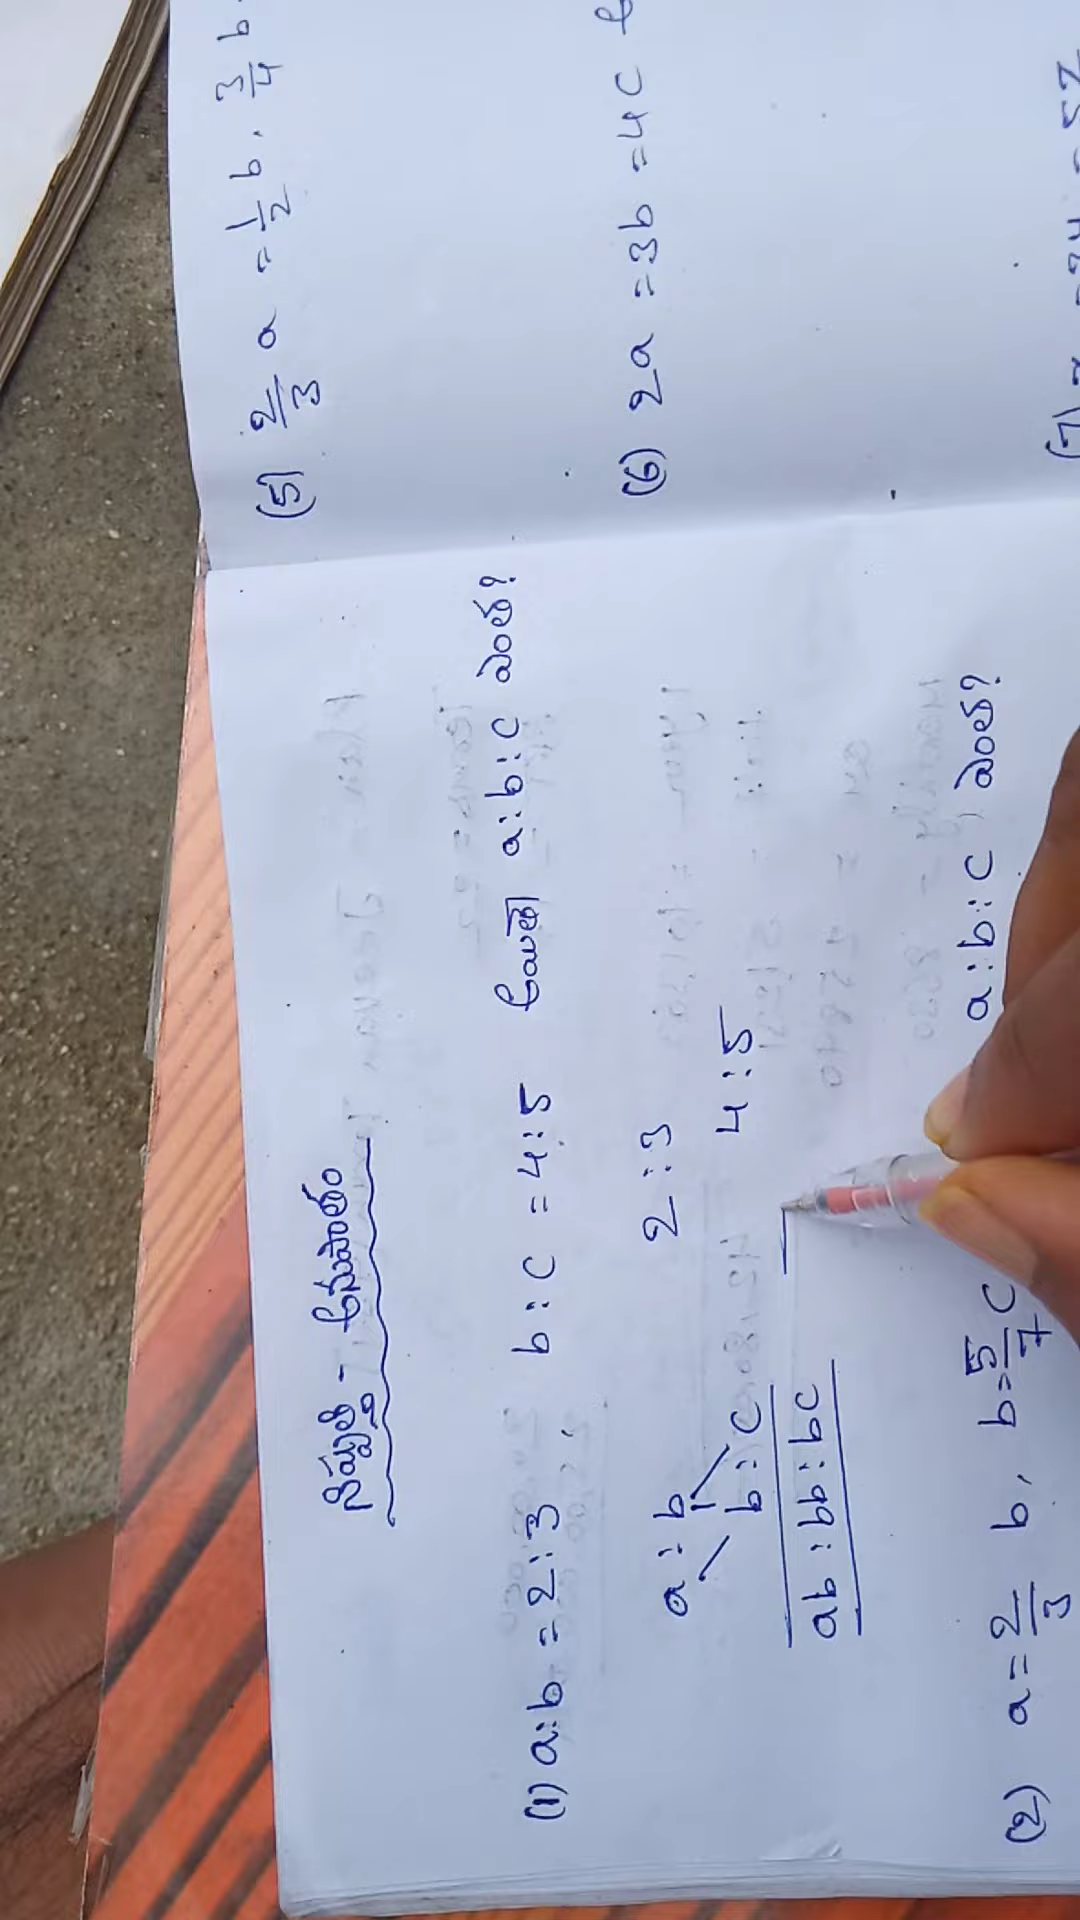 నిష్పత్తి - అనుపాతం
(1) a:b = 2:3 b:c = 4:5 అయితే a:b:c ఎంత?
a:b 2:3
b:c 4:5
ab:bb:bc
(2) a = 2/3 b, b = 5/7 c a:b:c ఎంత?
(5) 2/3 a = 1/2 b . 3/4 b
(6) 2a = 3b = 4c
(7)